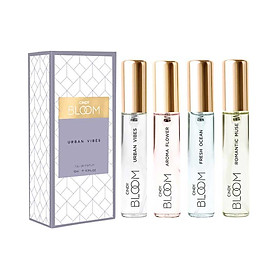 CINDY
BLOOM
URBAN VIBES
EAU DE PARFUM
URBAN VIBES
CINDY
BLOOM
AROMA FLOWER
CINDY
BLOOM
FRESH OCEAN
CINDY
BLOOM
ROMANTIC MUSE
CINDY
BLOOM